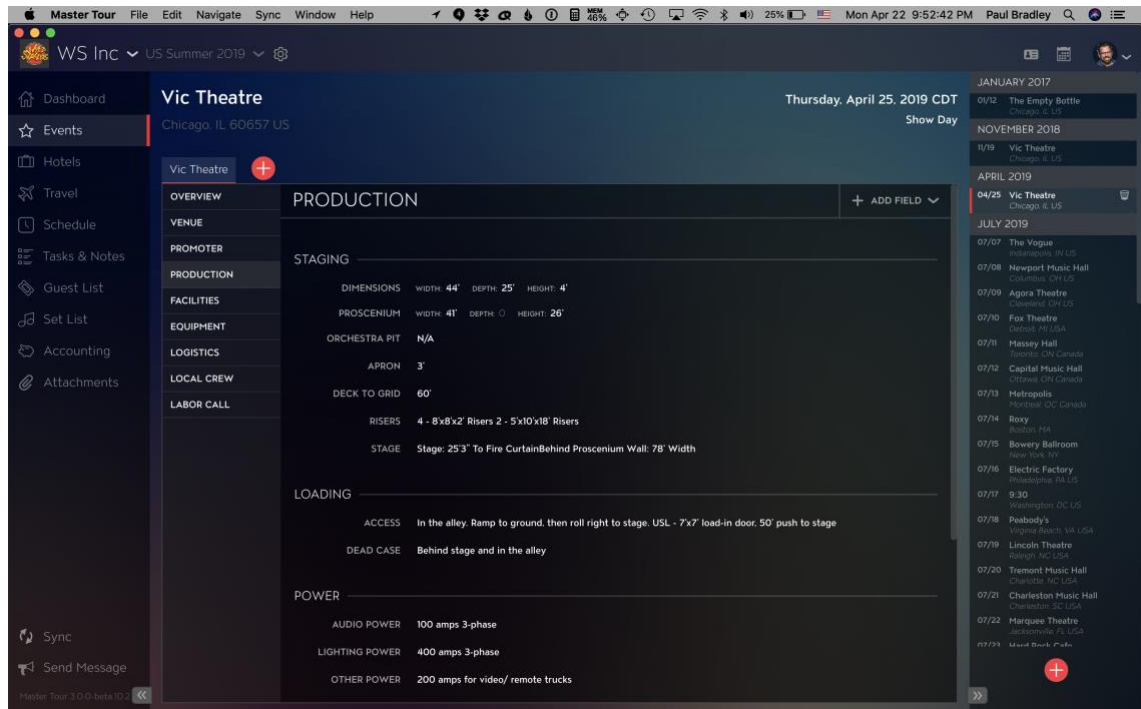 Master Tour File Edit Navigate Sync Window Help MEM 46% 25% Mon Apr 22 9:52:42 PM Paul Bradley
WS Inc US Summer 2019
Dashboard
Events
Hotels
Travel
Schedule
Tasks & Notes
Guest List
Set List
Accounting
Attachments
Sync
Send Message
Master Tour 3.0.0-beta.10.2
Vic Theatre
Chicago, IL 60657 US
Thursday, April 25, 2019 CDT
Show Day
Vic Theatre
OVERVIEW
VENUE
PROMOTER
PRODUCTION
FACILITIES
EQUIPMENT
LOGISTICS
LOCAL CREW
LABOR CALL
PRODUCTION
ADD FIELD
STAGING
DIMENSIONS WIDTH: 44' DEPTH: 25' HEIGHT: 4'
PROSCENIUM WIDTH: 41' DEPTH: 0 HEIGHT: 26'
ORCHESTRA PIT N/A
APRON 3'
DECK TO GRID 60'
RISERS 4 - 8'x8'x2' Risers 2 - 5'x10'x18' Risers
STAGE Stage: 25'3" To Fire CurtainBehind Proscenium Wall: 78' Width
LOADING
ACCESS In the alley. Ramp to ground, then roll right to stage. USL - 7'x7' load-in door, 50' push to stage
DEAD CASE Behind stage and in the alley
POWER
AUDIO POWER 100 amps 3-phase
LIGHTING POWER 400 amps 3-phase
OTHER POWER 200 amps for video/ remote trucks
JANUARY 2017
01/12 The Empty Bottle
Chicago, IL US
NOVEMBER 2018
11/19 Vic Theatre
Chicago, IL US
APRIL 2019
04/25 Vic Theatre
Chicago, IL US
JULY 2019
07/07 The Vogue
Indianapolis, IN US
07/08 Newport Music Hall
Columbus, OH US
07/09 Agora Theatre
Cleveland, OH US
07/10 Fox Theatre
Detroit, MI USA
07/11 Massey Hall
Toronto, ON Canada
07/12 Capital Music Hall
Ottawa, ON Canada
07/13 Metropolis
Montreal, QC Canada
07/14 Roxy
Boston, MA
07/15 Bowery Ballroom
New York, NY
07/16 Electric Factory
Philadelphia, PA US
07/17 9:30
Washington, DC US
07/18 Peabody's
Virginia Beach, VA USA
07/19 Lincoln Theatre
Raleigh, NC USA
07/20 Tremont Music Hall
Charlotte, NC USA
07/21 Charleston Music Hall
Charleston, SC USA
07/22 Marquee Theatre
Jacksonville, FL USA
07/23 Hard Rock Cafe